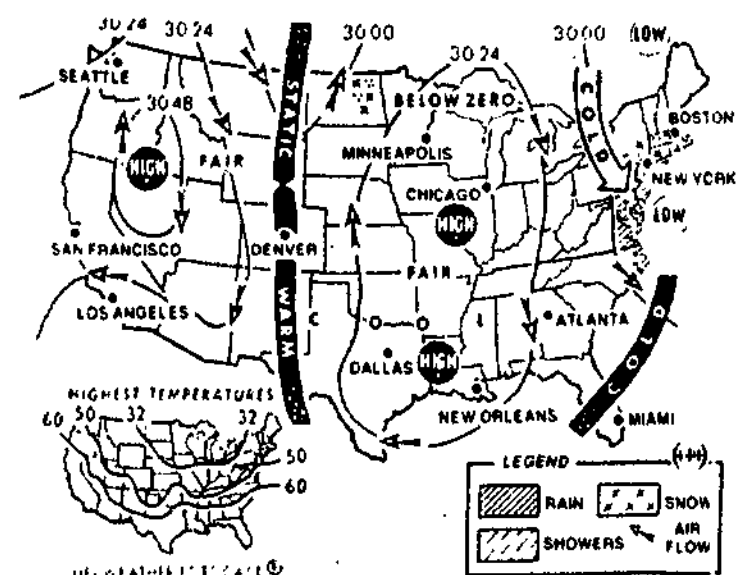 30 24 30 24 30 00 30 24 30 00 (LOW)
SEATTLE
STATIC
COLD
BELOW ZERO
BOSTON
30 48
FAIR
MINNEAPOLIS
HIGH
NEW YORK
CHICAGO
HIGH
LOW
SAN FRANCISCO
DENVER
FAIR
WARM
LOS ANGELES
ATLANTA
COLD
DALLAS
HIGH
NEW ORLEANS
MIAMI
HIGHEST TEMPERATURES
60 50 32 32
50
60
LEGEND
RAIN SNOW
SHOWERS AIR FLOW